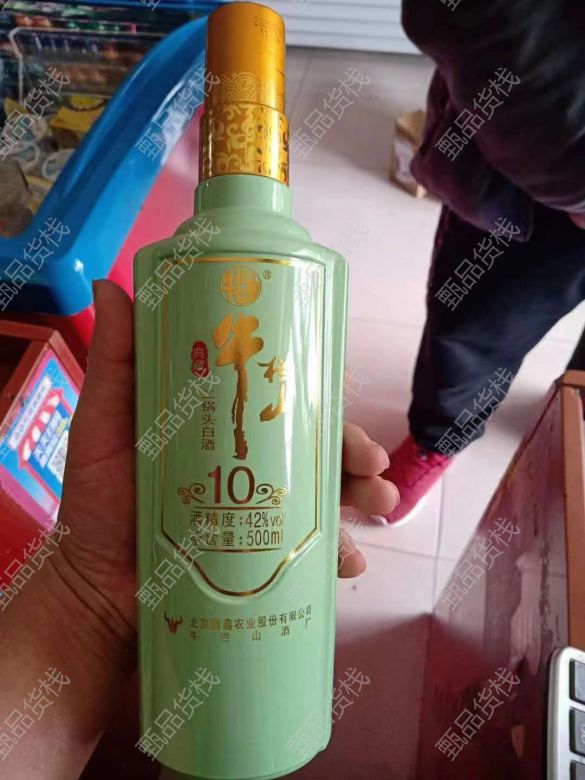 牛栏山
典藏
二锅头白酒
10
酒精度:42%vol
净含量:500ml
北京顺鑫农业股份有限公司
牛栏山酒厂
甄品货栈